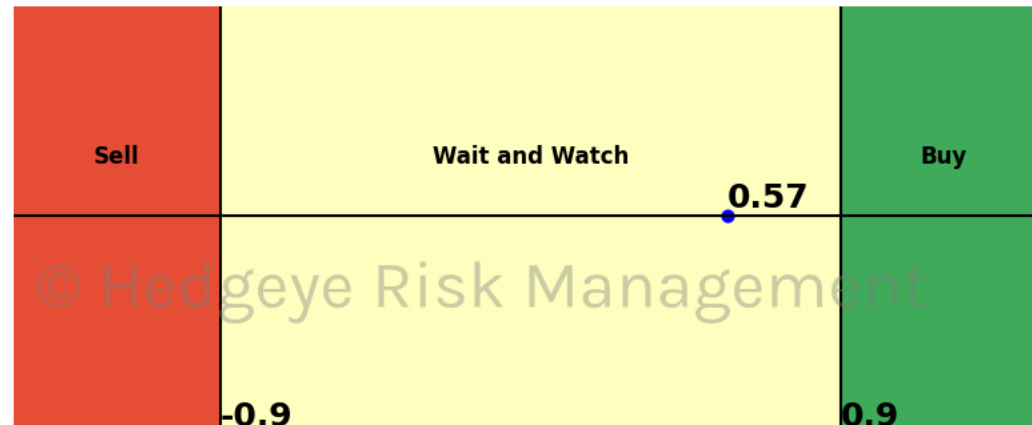 Sell
Wait and Watch
Buy
0.57
© Hedgeye Risk Management
-0.9
0.9